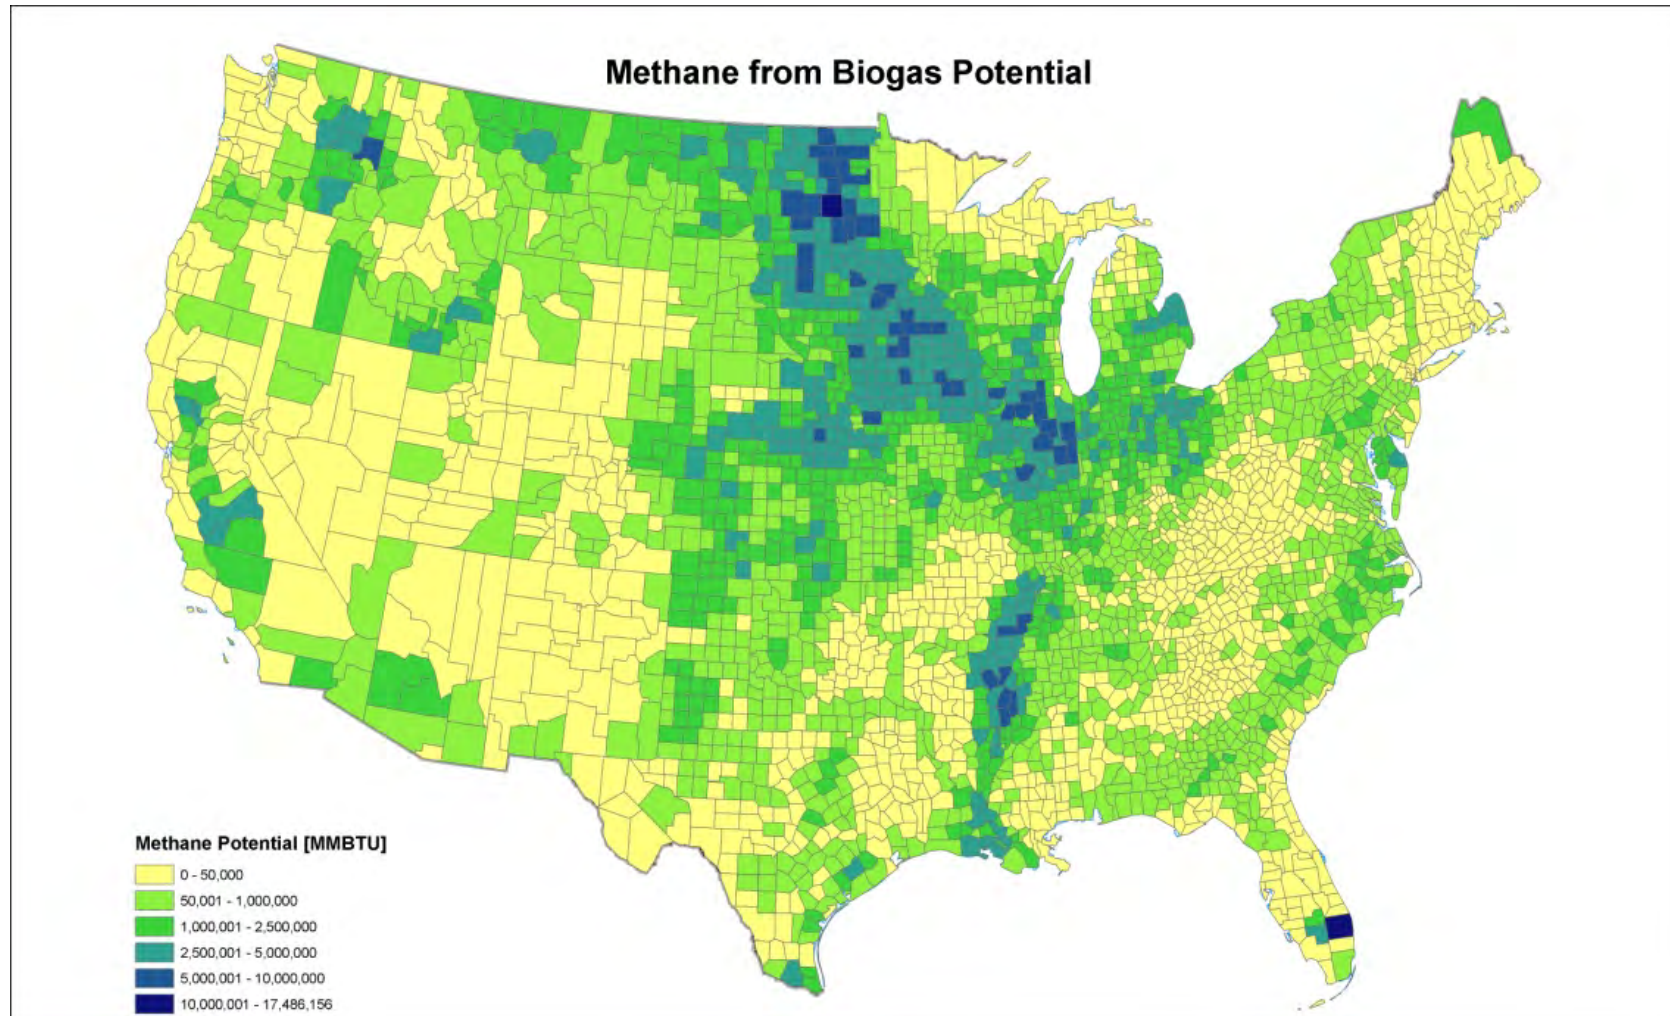 Methane from Biogas Potential
Methane Potential [MMBTU]
0 - 50,000
50,001 - 1,000,000
1,000,001 - 2,500,000
2,500,001 - 5,000,000
5,000,001 - 10,000,000
10,000,001 - 17,486,156